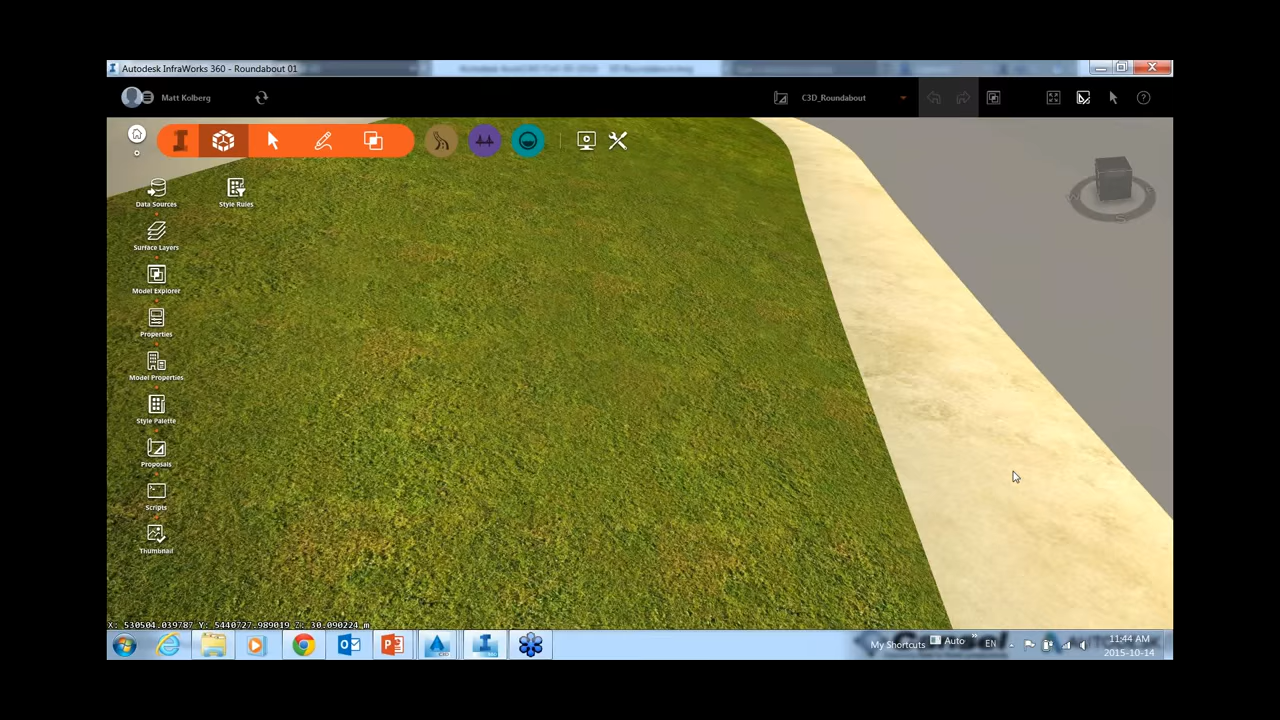 Autodesk InfraWorks 360 - Roundabout 01
Matt Kolberg
C3D_Roundabout
Data Sources
Style Rules
Surface Layers
Model Explorer
Properties
Model Properties
Style Palette
Proposals
Scripts
Thumbnail
X: 530504.039787 Y: 5440727.989019 Z: 30.090224 m
My Shortcuts
Auto
EN
11:44 AM
2015-10-14